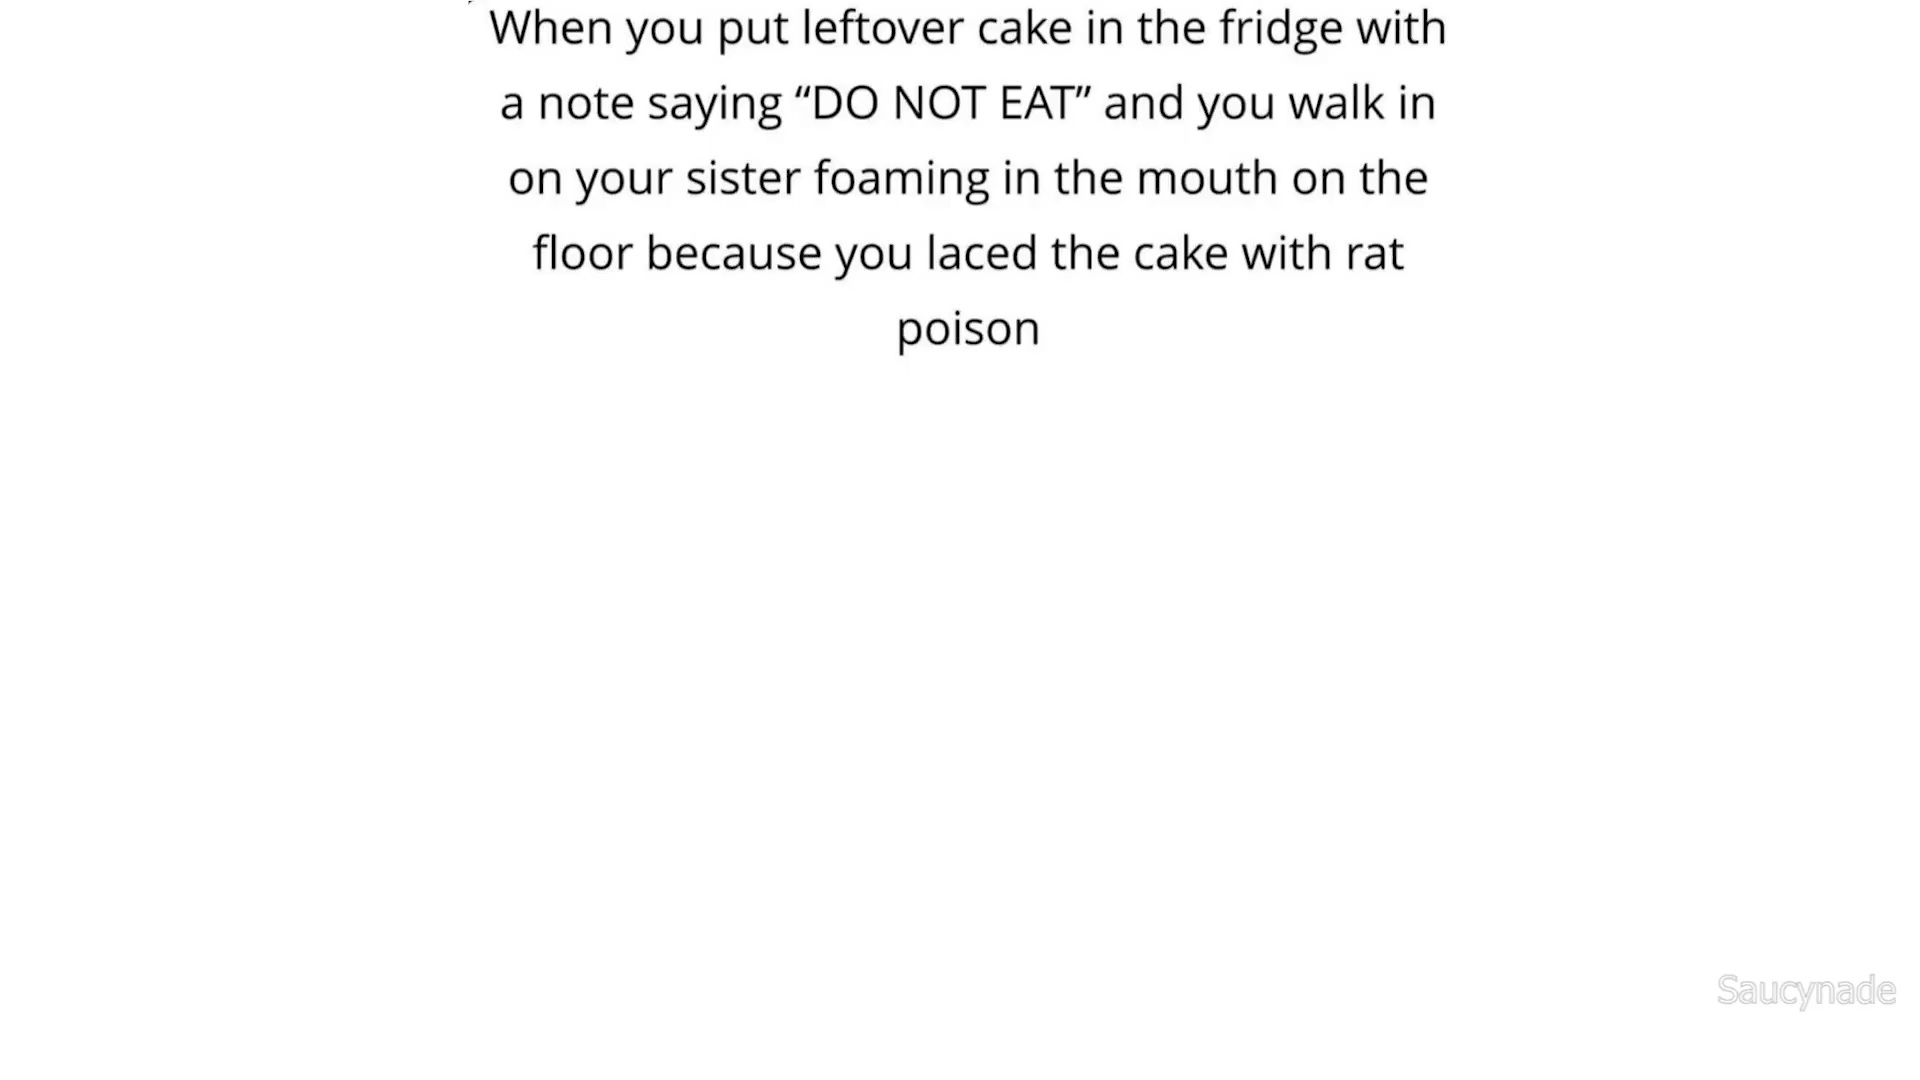 When you put leftover cake in the fridge with
a note saying “DO NOT EAT” and you walk in
on your sister foaming in the mouth on the
floor because you laced the cake with rat
poison
Saucynade